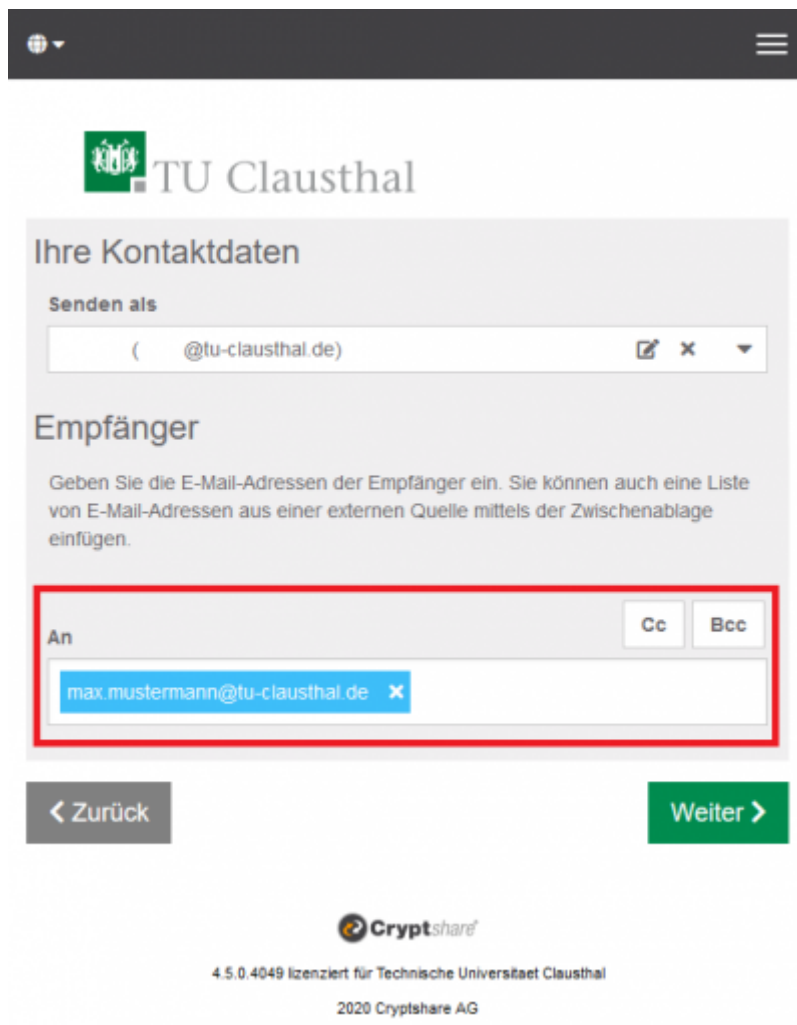 TU Clausthal
Ihre Kontaktdaten
Senden als
( @tu-clausthal.de)
Empfänger
Geben Sie die E-Mail-Adressen der Empfänger ein. Sie können auch eine Liste
von E-Mail-Adressen aus einer externen Quelle mittels der Zwischenablage
einfügen.
Cc Bcc
An
max.mustermann@tu-clausthal.de
Zurück Weiter
Cryptshare
4.5.0.4049 lizenziert für Technische Universitaet Clausthal
2020 Cryptshare AG